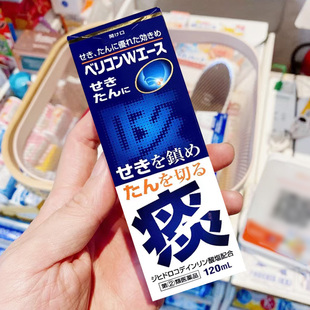 開け口
せき、たんに優れた効きめ
ベリコンWエース
せき
たんに
咳
せきを鎮め
たんを切る
痰
ジヒドロコデインリン酸塩配合
第②類医薬品 120mL